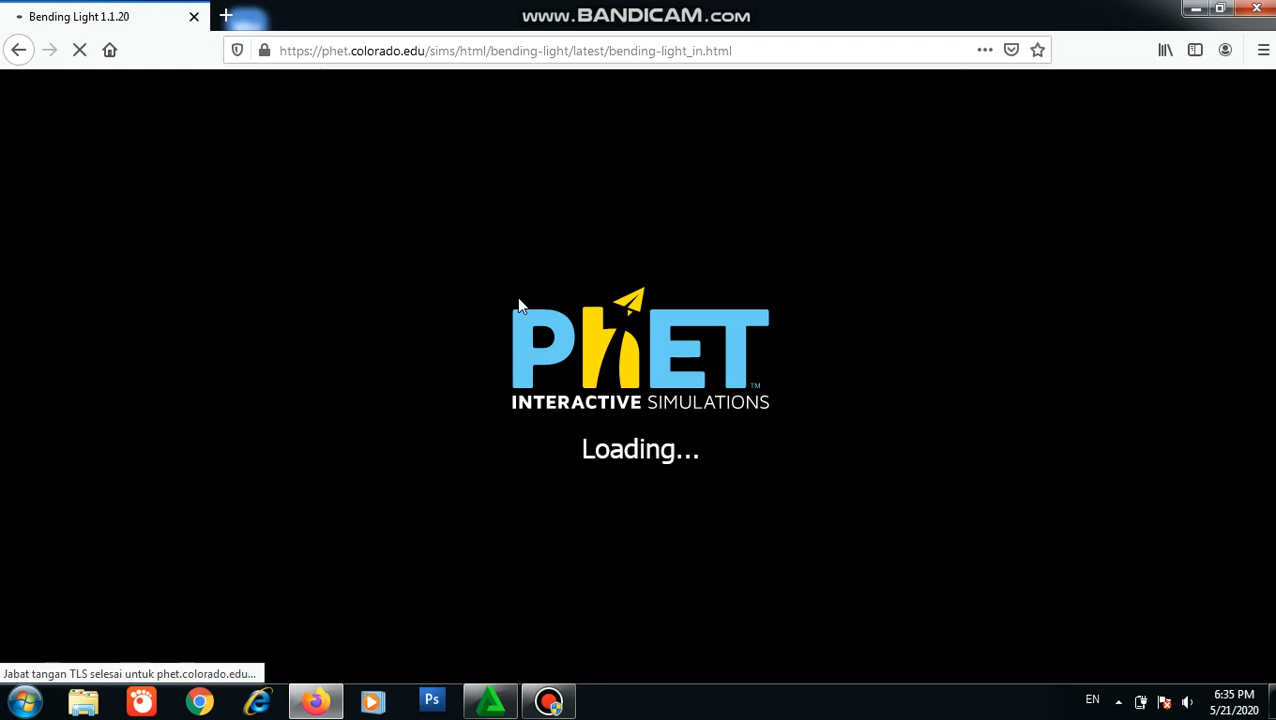 Bending Light 1.1.20
WWW.BANDICAM.COM
https://phet.colorado.edu/sims/html/bending-light/latest/bending-light_in.html
PhET™
INTERACTIVE SIMULATIONS
Loading...
Jabat tangan TLS selesai untuk phet.colorado.edu...
Ps
EN
6:35 PM
5/21/2020